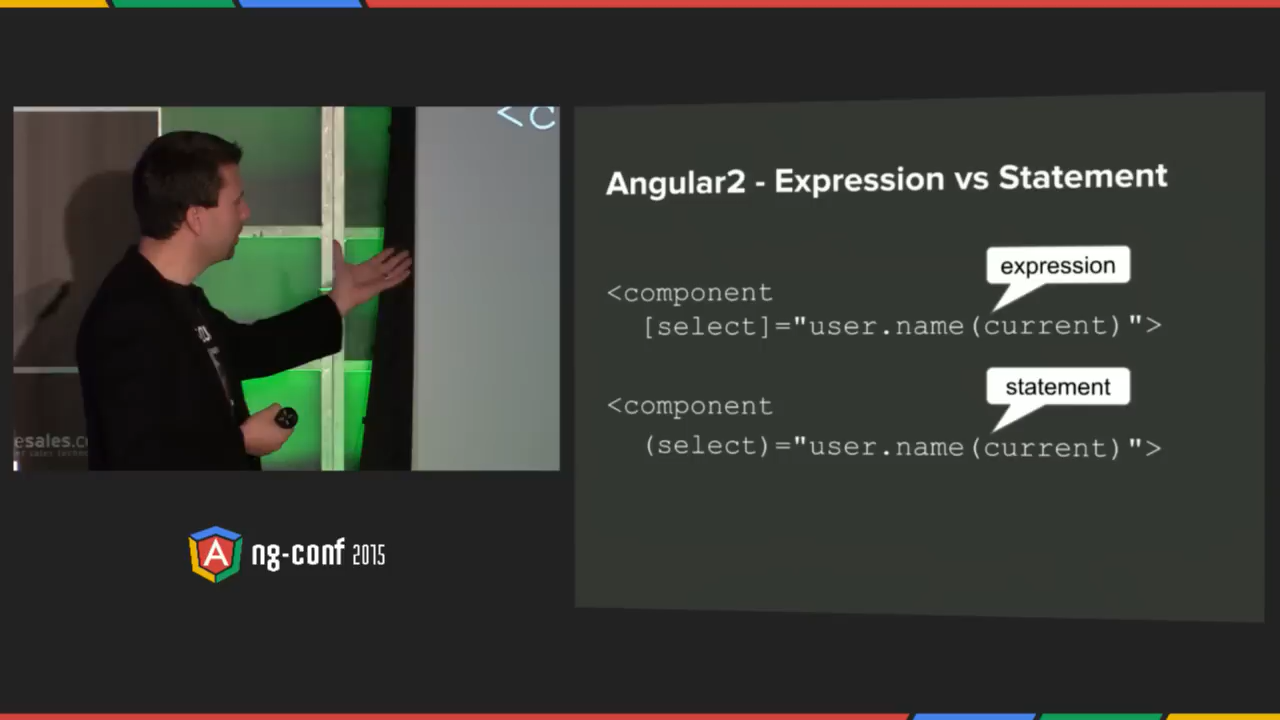 <C
Angular2 - Expression vs Statement
expression
<component
[select]="user.name(current)">
statement
<component
(select)="user.name(current)">
esales.c
ng-conf 2015